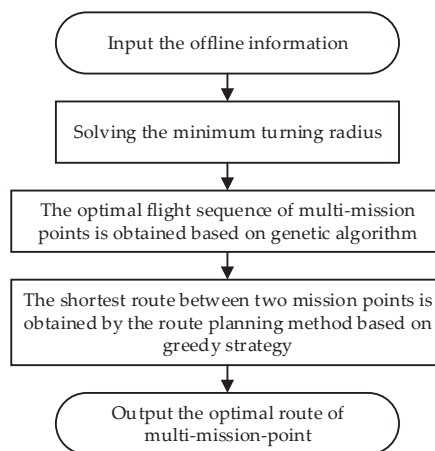 Input the offline information
Solving the minimum turning radius
The optimal flight sequence of multi-mission
points is obtained based on genetic algorithm
The shortest route between two mission points is
obtained by the route planning method based on
greedy strategy
Output the optimal route of
multi-mission-point